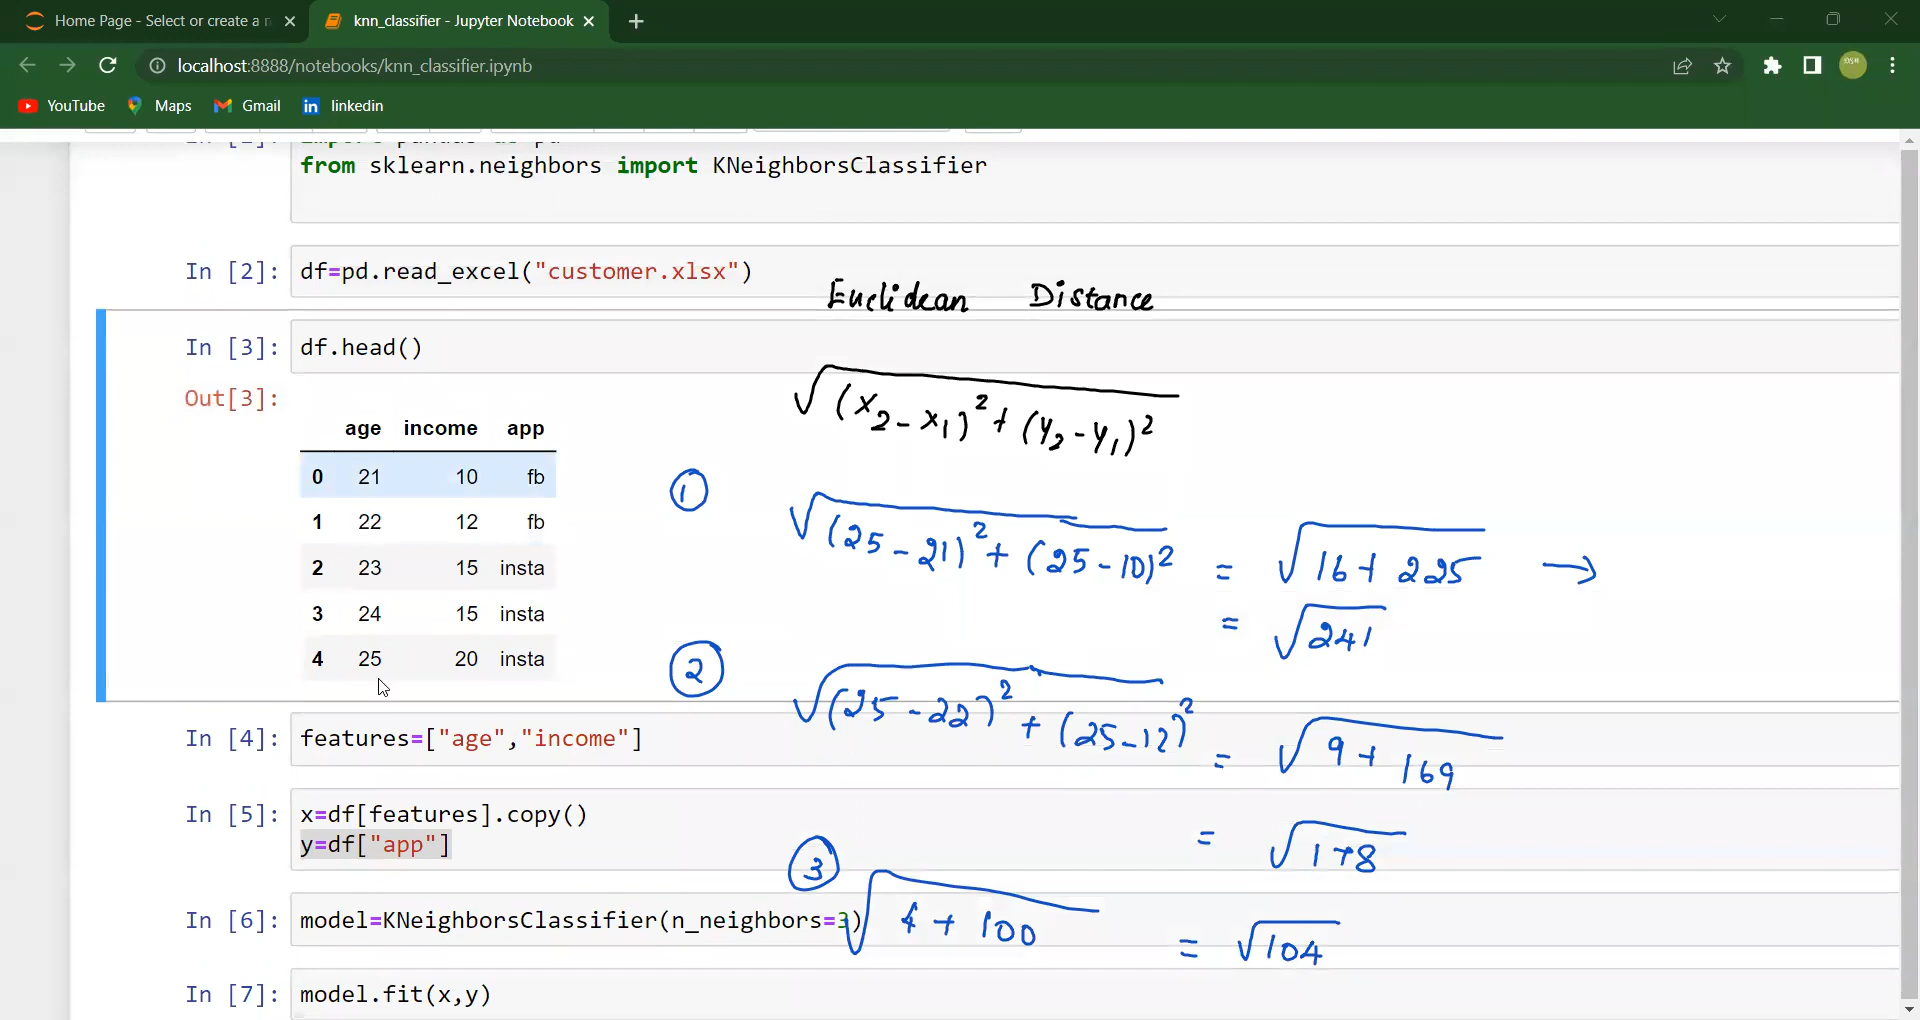 Home Page - Select or create a n
knn_classifier - Jupyter Notebook
localhost:8888/notebooks/knn_classifier.ipynb
YouTube Maps Gmail linkedin
from sklearn.neighbors import KNeighborsClassifier
In [2]: df=pd.read_excel("customer.xlsx")
Euclidean Distance
In [3]: df.head()
Out[3]:
√(x₂-x₁)²+(y₂-y₁)²
age income app
0 21 10 fb
1 22 12 fb
2 23 15 insta
3 24 15 insta
4 25 20 insta
① √(25-21)²+(25-10)² = √16+225 →
= √241
② √(25-22)²+(25-12)² = √9+169
= √178
In [4]: features=["age","income"]
In [5]: x=df[features].copy()
y=df["app"]
③ √4+100 = √104
In [6]: model=KNeighborsClassifier(n_neighbors=3)
In [7]: model.fit(x,y)